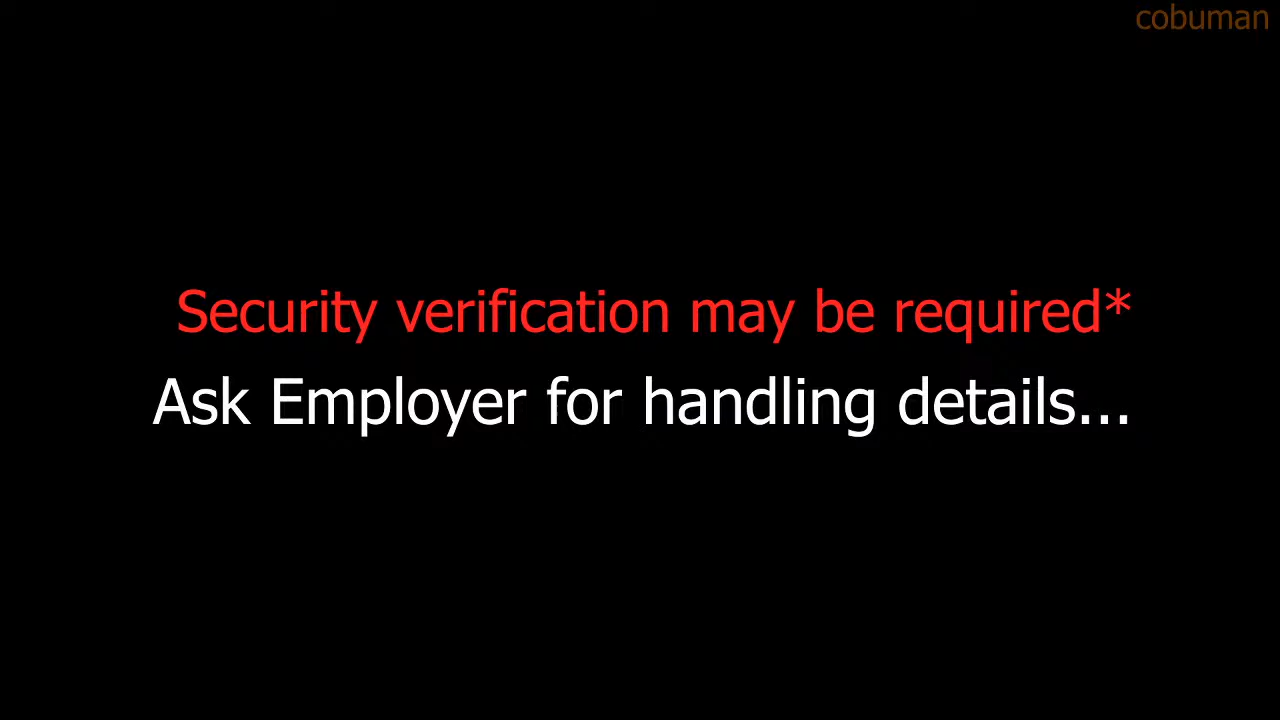 cobuman
Security verification may be required*
Ask Employer for handling details...